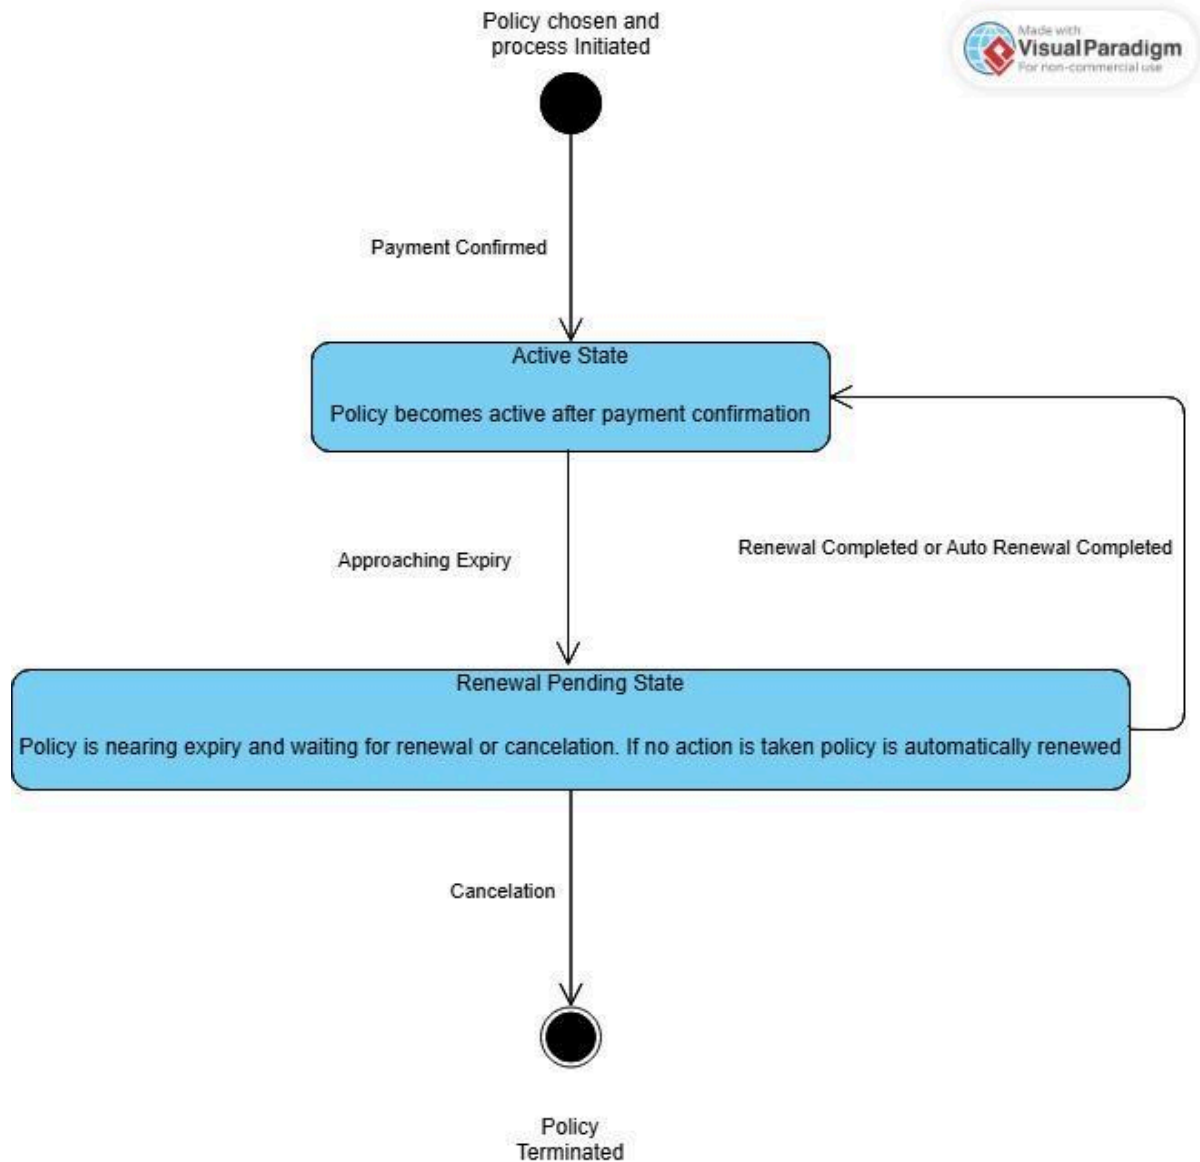 Policy chosen and
process Initiated
Made with
Visual Paradigm
For non-commercial use
Payment Confirmed
Active State
Policy becomes active after payment confirmation
Approaching Expiry
Renewal Completed or Auto Renewal Completed
Renewal Pending State
Policy is nearing expiry and waiting for renewal or cancelation. If no action is taken policy is automatically renewed
Cancelation
Policy
Terminated